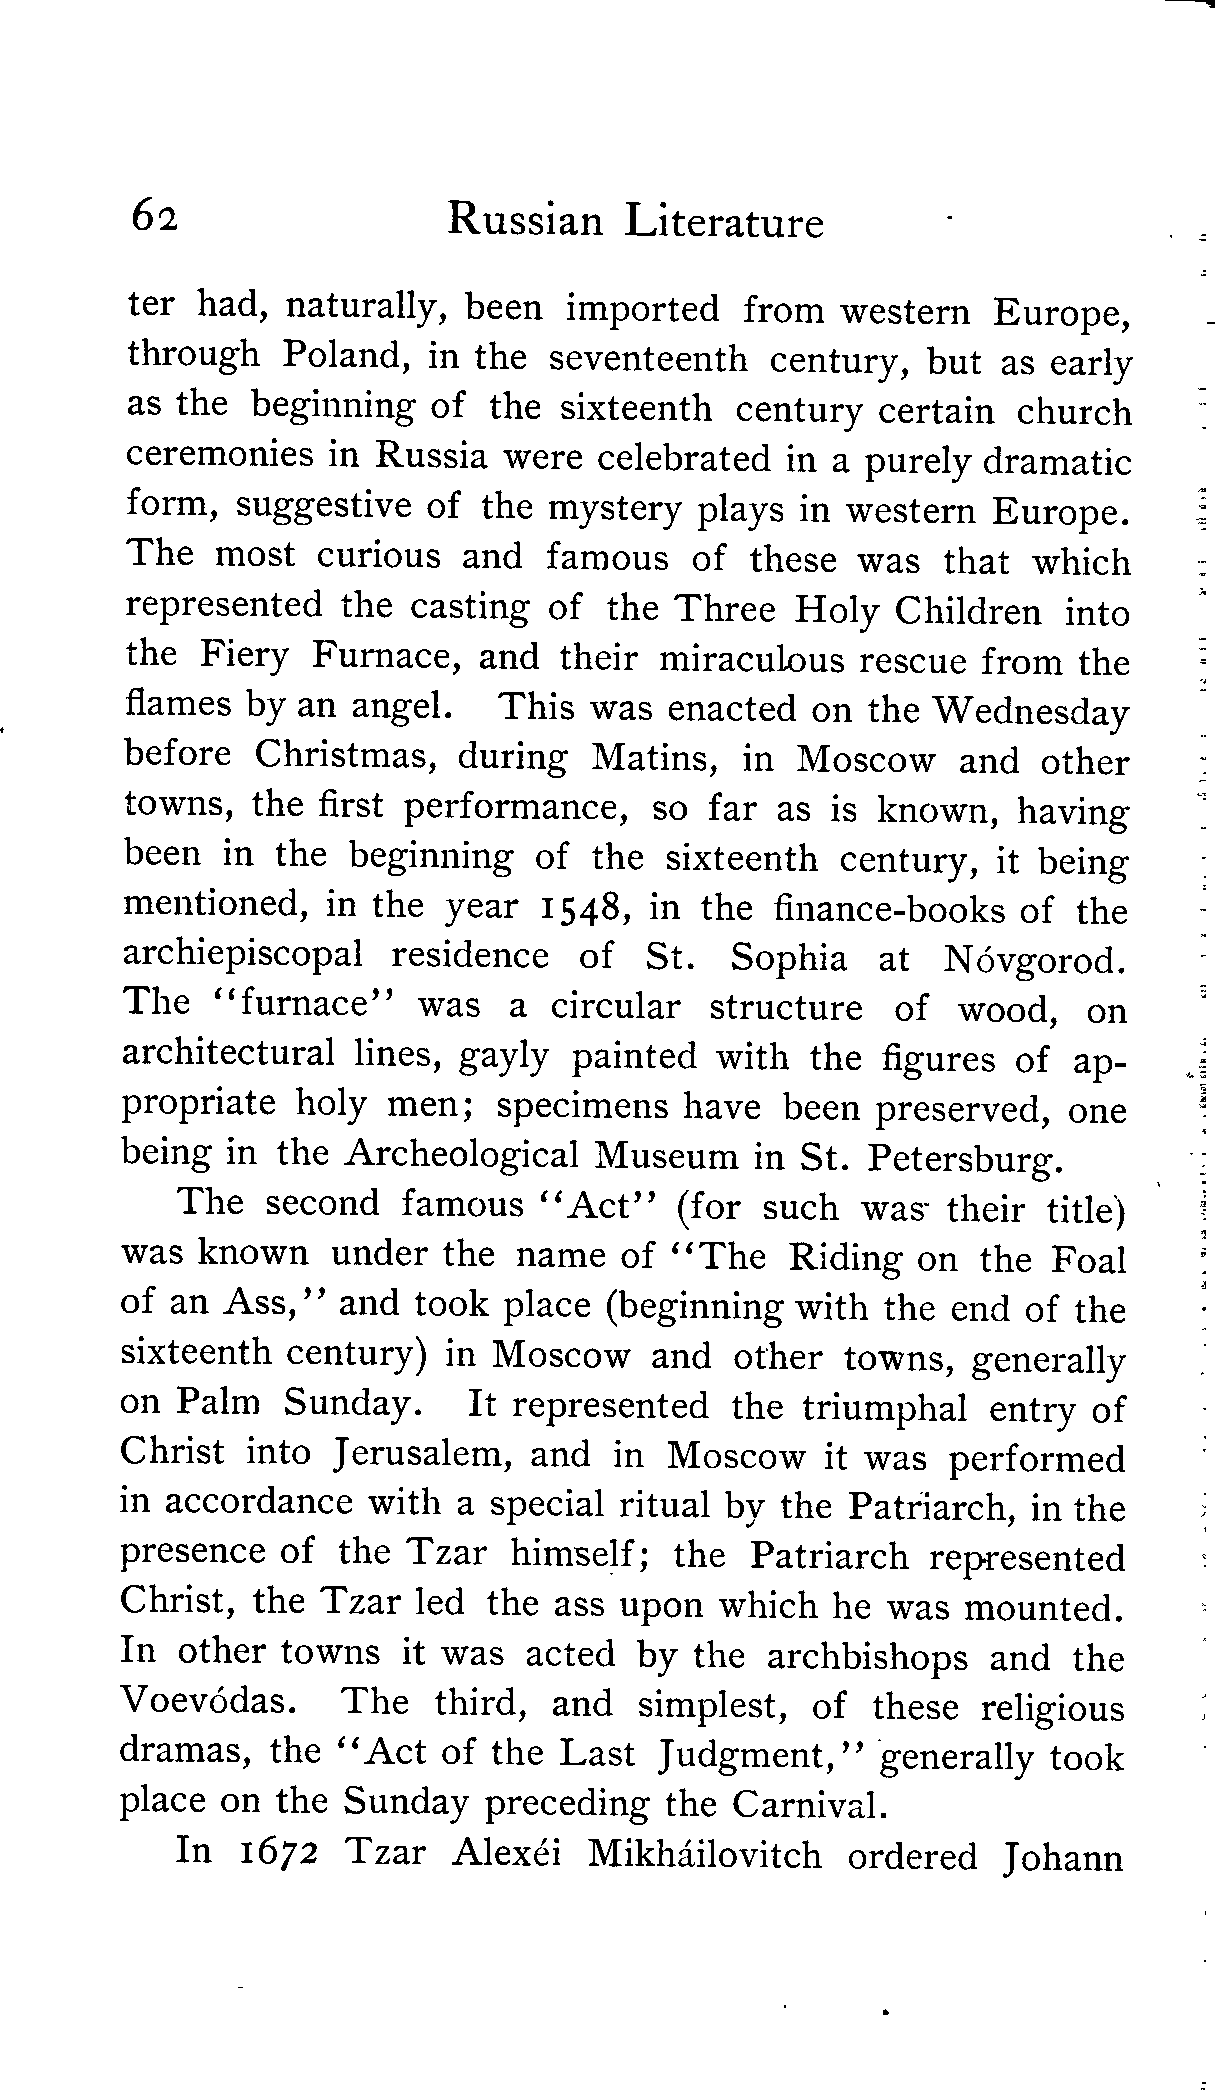 62 Russian Literature
ter had, naturally, been imported from western Europe,
through Poland, in the seventeenth century, but as early
as the beginning of the sixteenth century certain church
ceremonies in Russia were celebrated in a purely dramatic
form, suggestive of the mystery plays in western Europe.
The most curious and famous of these was that which
represented the casting of the Three Holy Children into
the Fiery Furnace, and their miraculous rescue from the
flames by an angel. This was enacted on the Wednesday
before Christmas, during Matins, in Moscow and other
towns, the first performance, so far as is known, having
been in the beginning of the sixteenth century, it being
mentioned, in the year 1548, in the finance-books of the
archiepiscopal residence of St. Sophia at Nóvgorod.
The "furnace" was a circular structure of wood, on
architectural lines, gayly painted with the figures of ap-
propriate holy men; specimens have been preserved, one
being in the Archeological Museum in St. Petersburg.
The second famous "Act" (for such was their title)
was known under the name of "The Riding on the Foal
of an Ass," and took place (beginning with the end of the
sixteenth century) in Moscow and other towns, generally
on Palm Sunday. It represented the triumphal entry of
Christ into Jerusalem, and in Moscow it was performed
in accordance with a special ritual by the Patriarch, in the
presence of the Tzar himself; the Patriarch represented
Christ, the Tzar led the ass upon which he was mounted.
In other towns it was acted by the archbishops and the
Voevódas. The third, and simplest, of these religious
dramas, the "Act of the Last Judgment," generally took
place on the Sunday preceding the Carnival.
In 1672 Tzar Alexéi Mikháilovitch ordered Johann